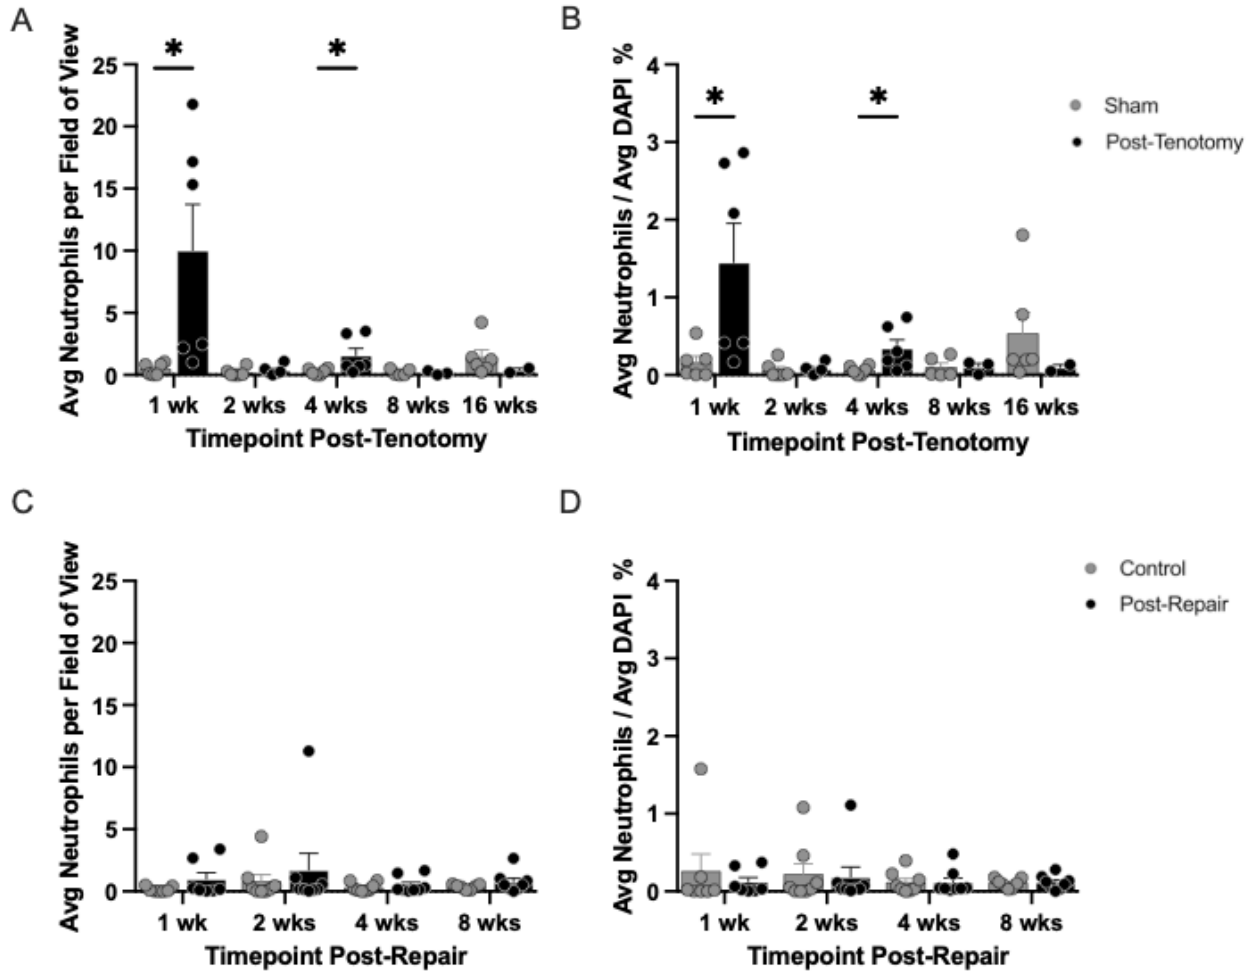 A
Avg Neutrophils per Field of View
25
20
15
10
5
0
* *
1 wk 2 wks 4 wks 8 wks 16 wks
Timepoint Post-Tenotomy
B
Avg Neutrophils / Avg DAPI %
4
3
2
1
0
* *
1 wk 2 wks 4 wks 8 wks 16 wks
Timepoint Post-Tenotomy
Sham
Post-Tenotomy
C
Avg Neutrophils per Field of View
25
20
15
10
5
0
1 wk 2 wks 4 wks 8 wks
Timepoint Post-Repair
D
Avg Neutrophils / Avg DAPI %
4
3
2
1
0
1 wk 2 wks 4 wks 8 wks
Timepoint Post-Repair
Control
Post-Repair